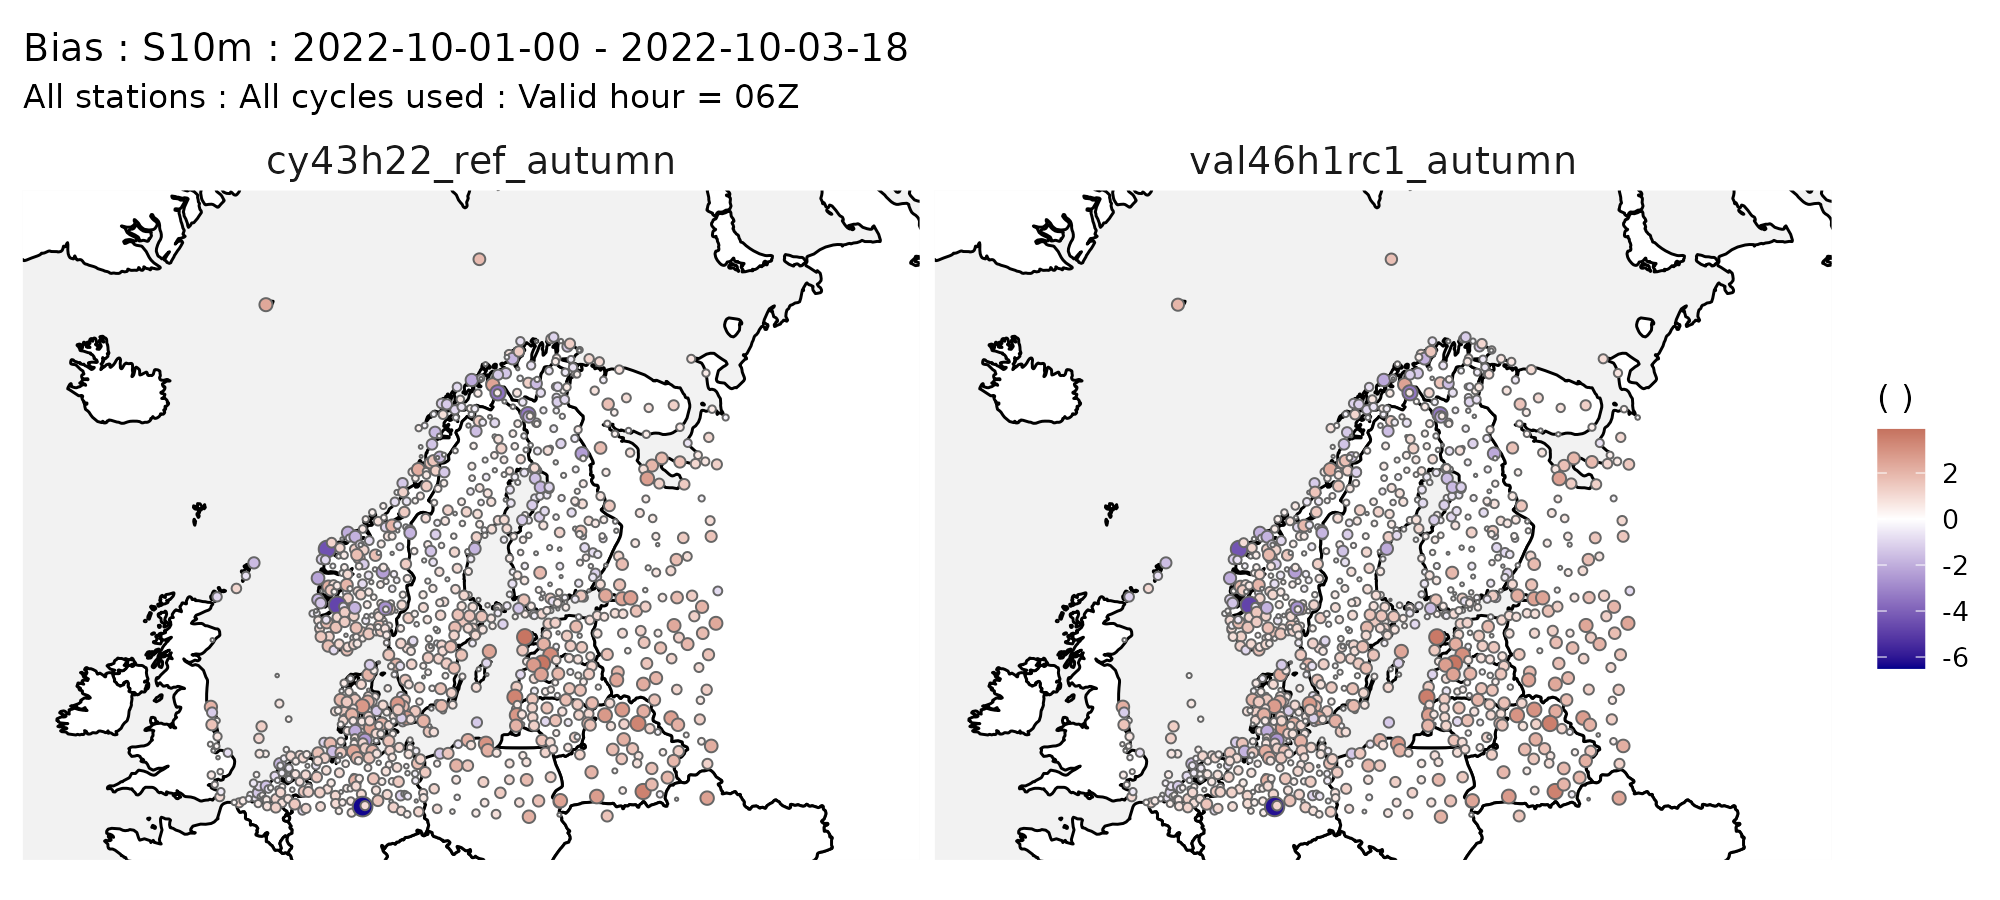 Bias : S10m : 2022-10-01-00 - 2022-10-03-18
All stations : All cycles used : Valid hour = 06Z
cy43h22_ref_autumn
val46h1rc1_autumn
( )
2
0
-2
-4
-6